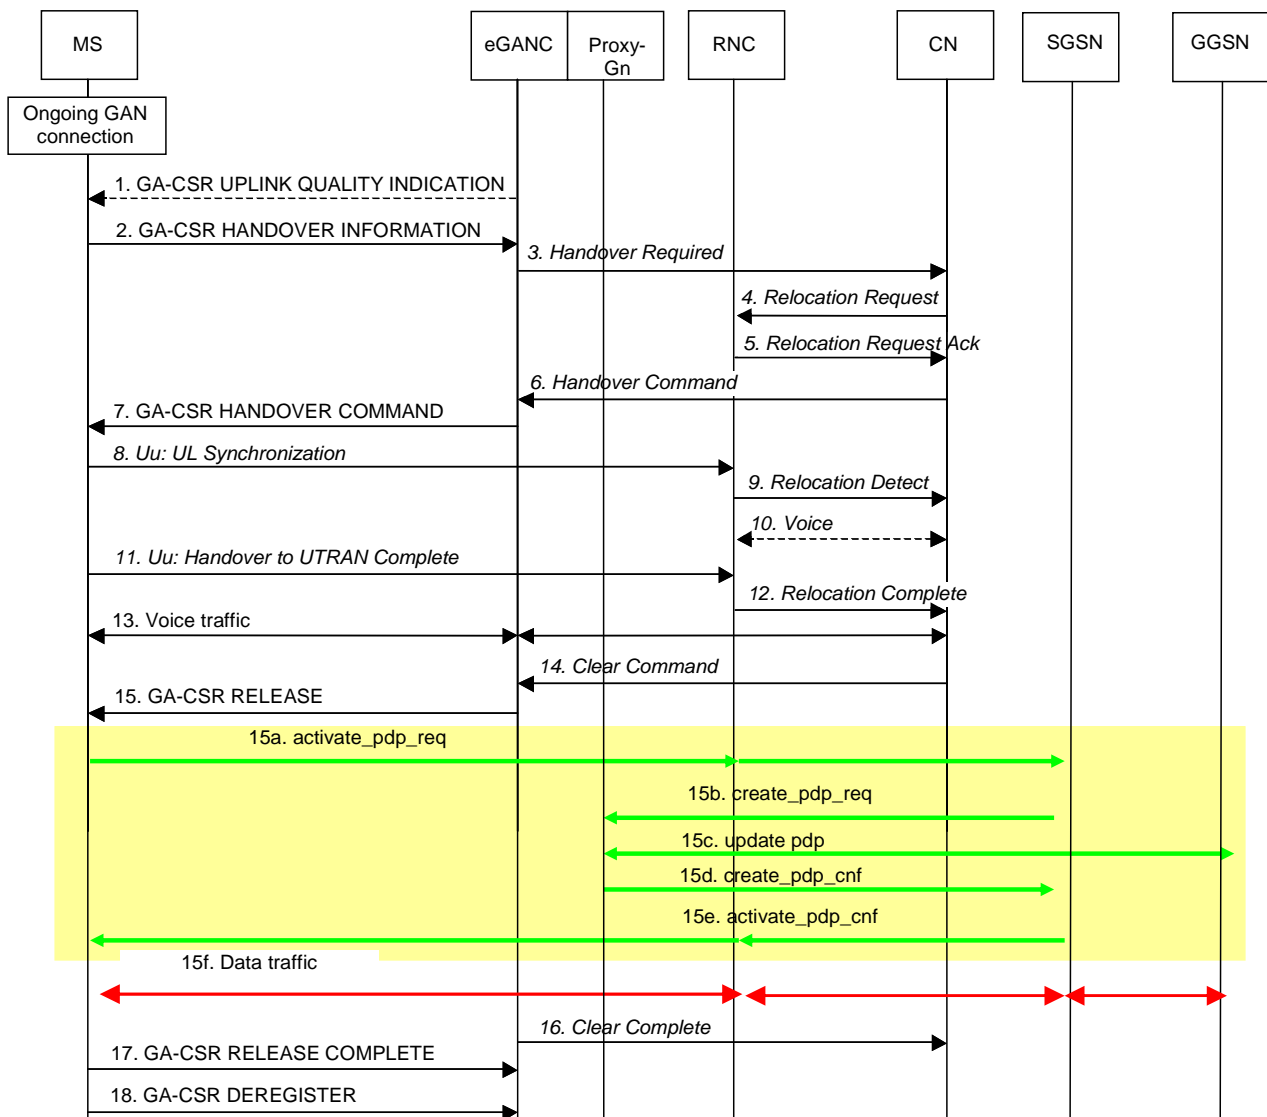 MS
eGANC
Proxy-
Gn
RNC
CN
SGSN
GGSN
Ongoing GAN
connection
1. GA-CSR UPLINK QUALITY INDICATION
2. GA-CSR HANDOVER INFORMATION
3. Handover Required
4. Relocation Request
5. Relocation Request Ack
6. Handover Command
7. GA-CSR HANDOVER COMMAND
8. Uu: UL Synchronization
9. Relocation Detect
10. Voice
11. Uu: Handover to UTRAN Complete
12. Relocation Complete
13. Voice traffic
14. Clear Command
15. GA-CSR RELEASE
15a. activate_pdp_req
15b. create_pdp_req
15c. update pdp
15d. create_pdp_cnf
15e. activate_pdp_cnf
15f. Data traffic
16. Clear Complete
17. GA-CSR RELEASE COMPLETE
18. GA-CSR DEREGISTER